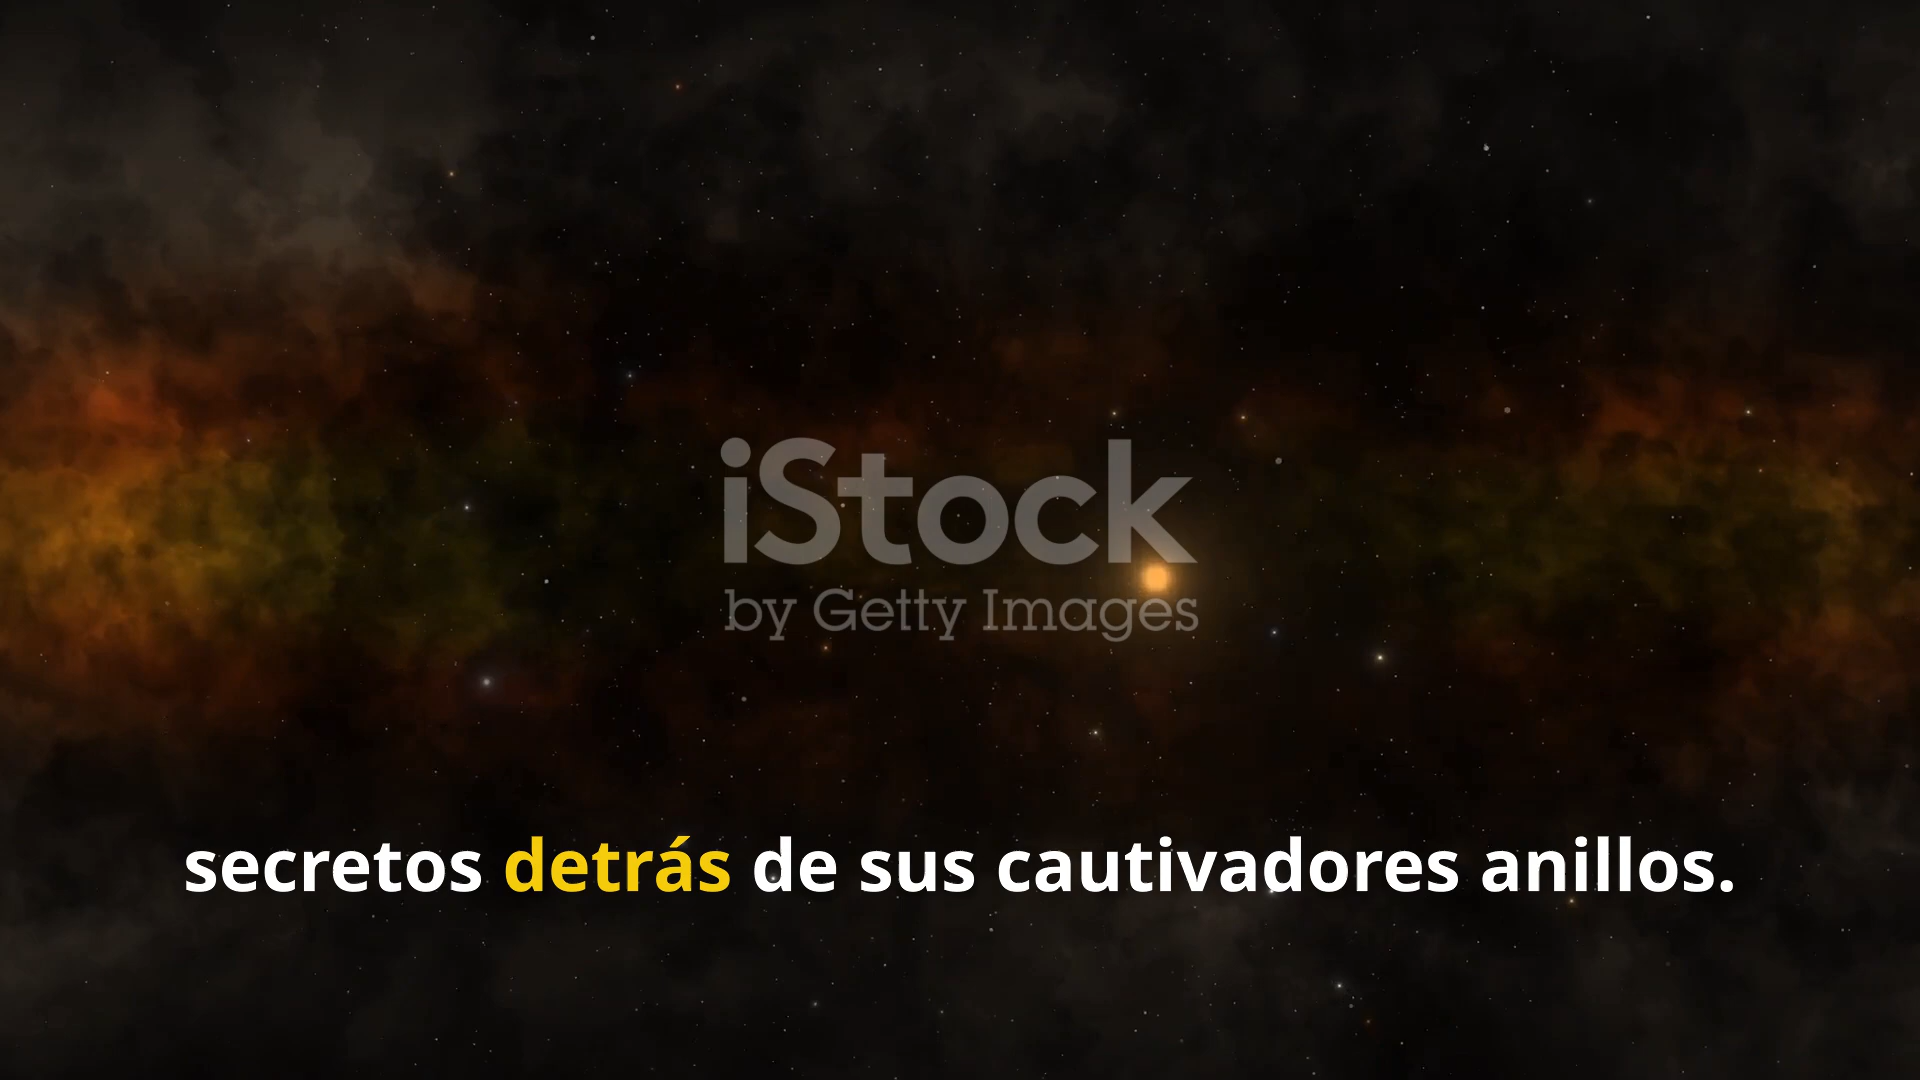 iStock
by Getty Images
secretos detrás de sus cautivadores anillos.